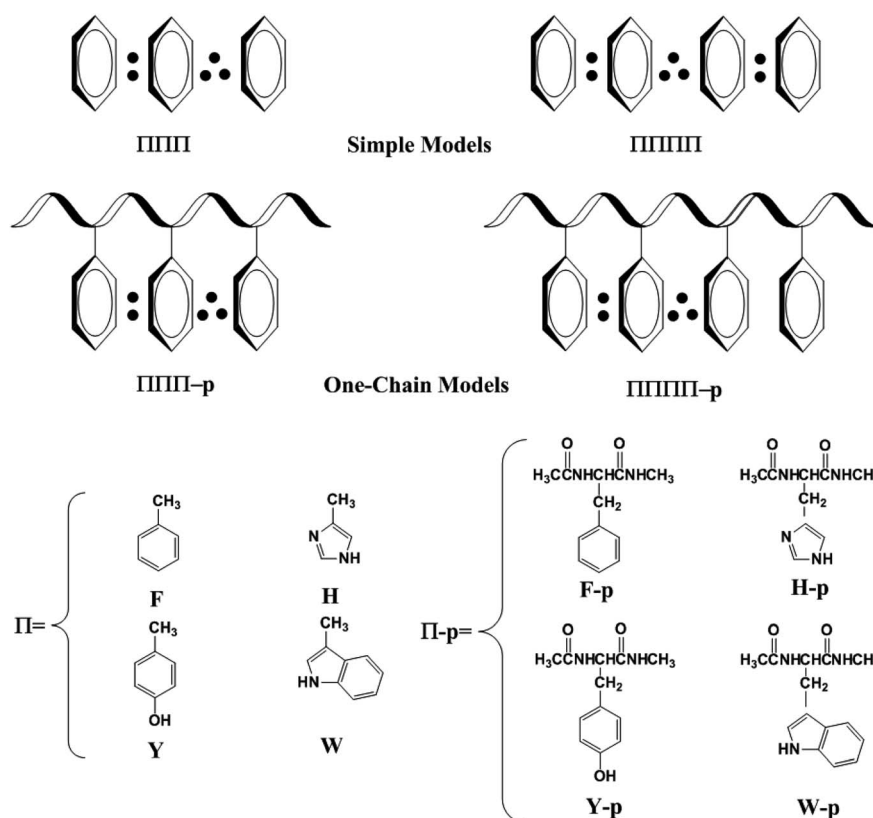 ΠΠΠ
Simple Models
ΠΠΠΠ
ΠΠΠ–p
One-Chain Models
ΠΠΠΠ–p
Π=
CH₃
F
CH₃
N
NH
H
CH₃
OH
Y
CH₃
HN
W
Π-p=
O O
H₃CCNHCHCNHCH₃
CH₂
F-p
O O
H₃CCNHCHCNHCH
CH₂
N
NH
H-p
O O
H₃CCNHCHCNHCH₃
CH₂
OH
Y-p
O O
H₃CCNHCHCNHCH
CH₂
HN
W-p